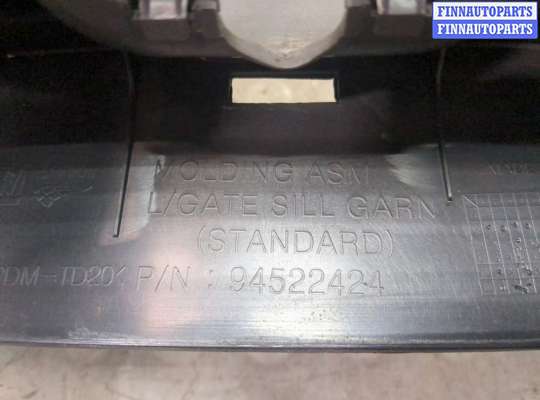 FINNAUTOPARTS
FINNAUTOPARTS
MOLDING ASM
L/GATE SILL GARN
(STANDARD)
P/N : 94522424